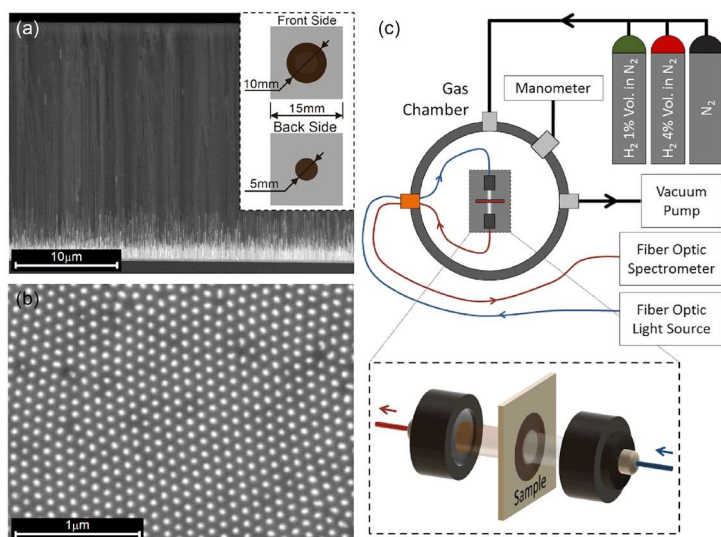 (a)
Front Side
10mm
15mm
Back Side
5mm
10μm
(b)
1μm
(c)
Gas
Chamber
Manometer
H₂ 1% Vol. in N₂
H₂ 4% Vol. in N₂
N₂
Vacuum
Pump
Fiber Optic
Spectrometer
Fiber Optic
Light Source
Sample